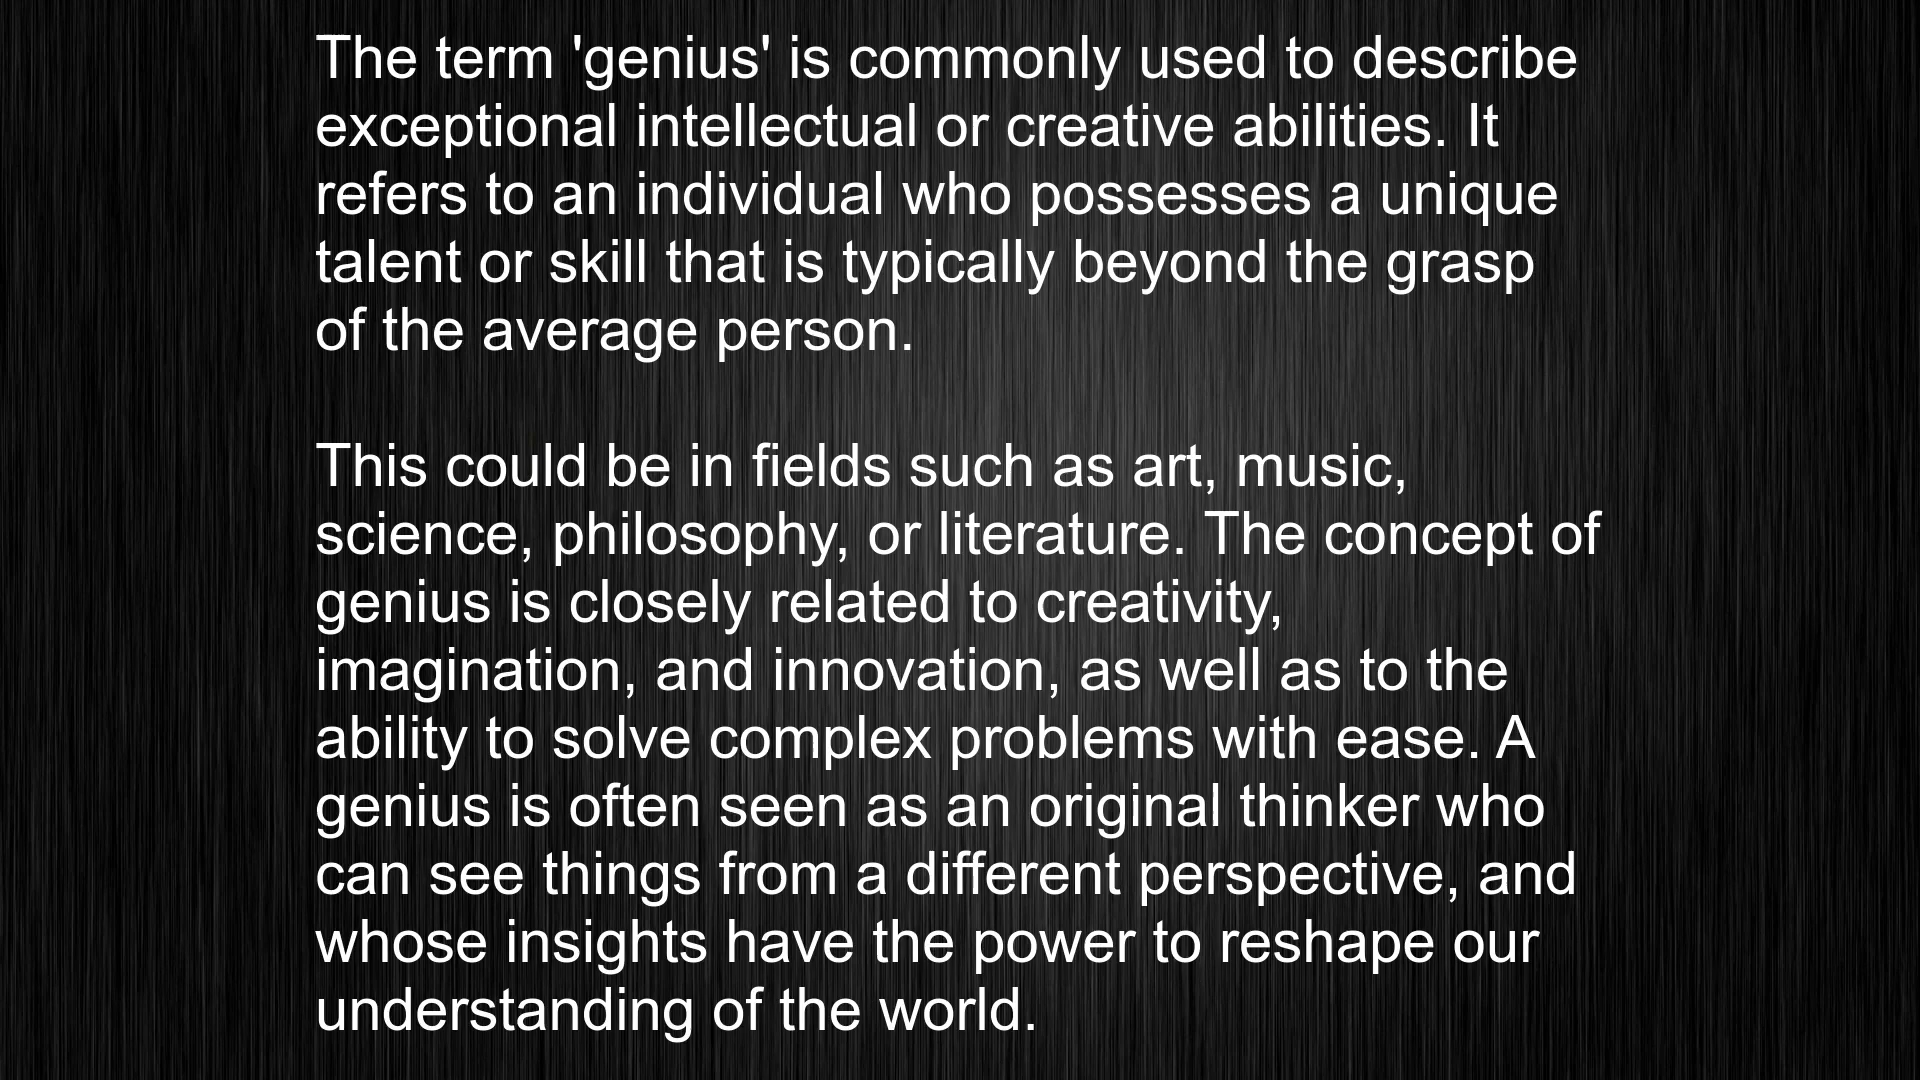 The term 'genius' is commonly used to describe
exceptional intellectual or creative abilities. It
refers to an individual who possesses a unique
talent or skill that is typically beyond the grasp
of the average person.
This could be in fields such as art, music,
science, philosophy, or literature. The concept of
genius is closely related to creativity,
imagination, and innovation, as well as to the
ability to solve complex problems with ease. A
genius is often seen as an original thinker who
can see things from a different perspective, and
whose insights have the power to reshape our
understanding of the world.